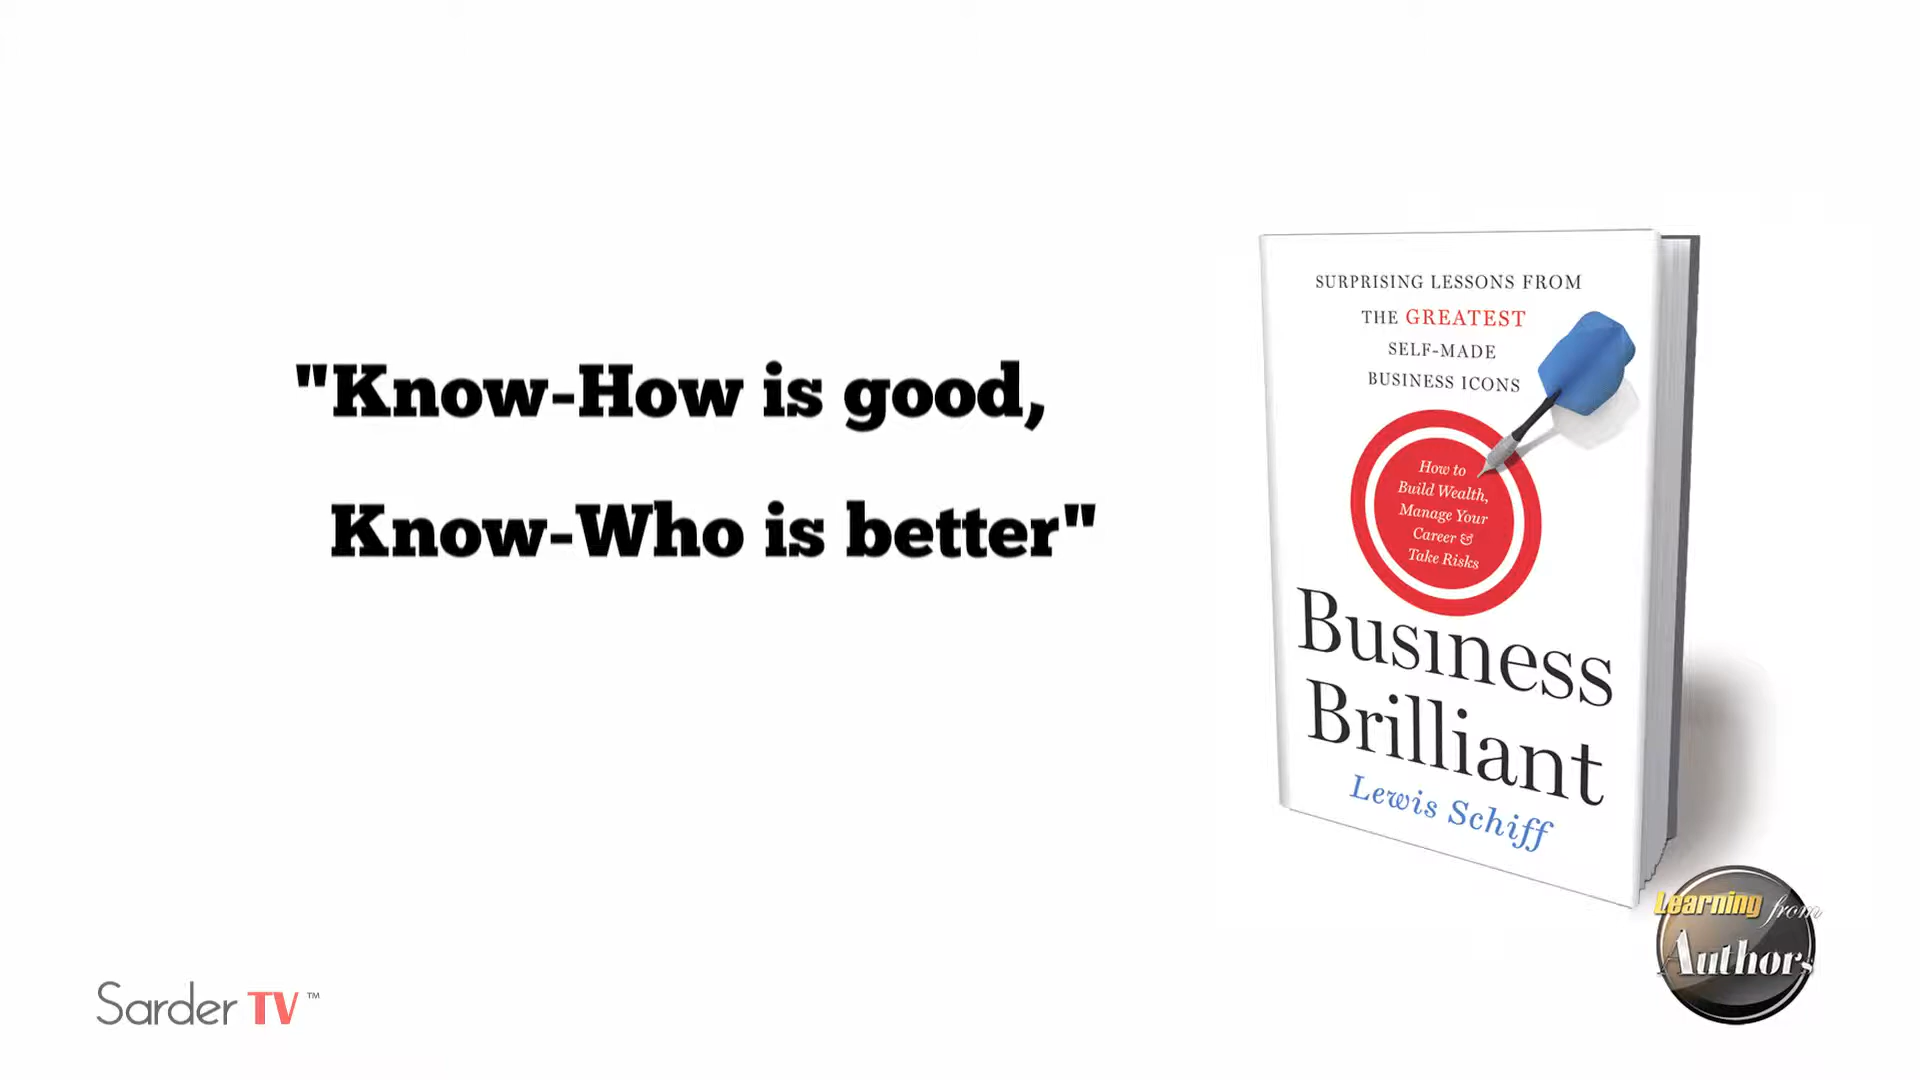 "Know-How is good,
Know-Who is better"
SURPRISING LESSONS FROM
THE GREATEST
SELF-MADE
BUSINESS ICONS
How to
Build Wealth,
Manage Your
Career &
Take Risks
Business
Brilliant
Lewis Schiff
Learning from
Authors
Sarder TV™